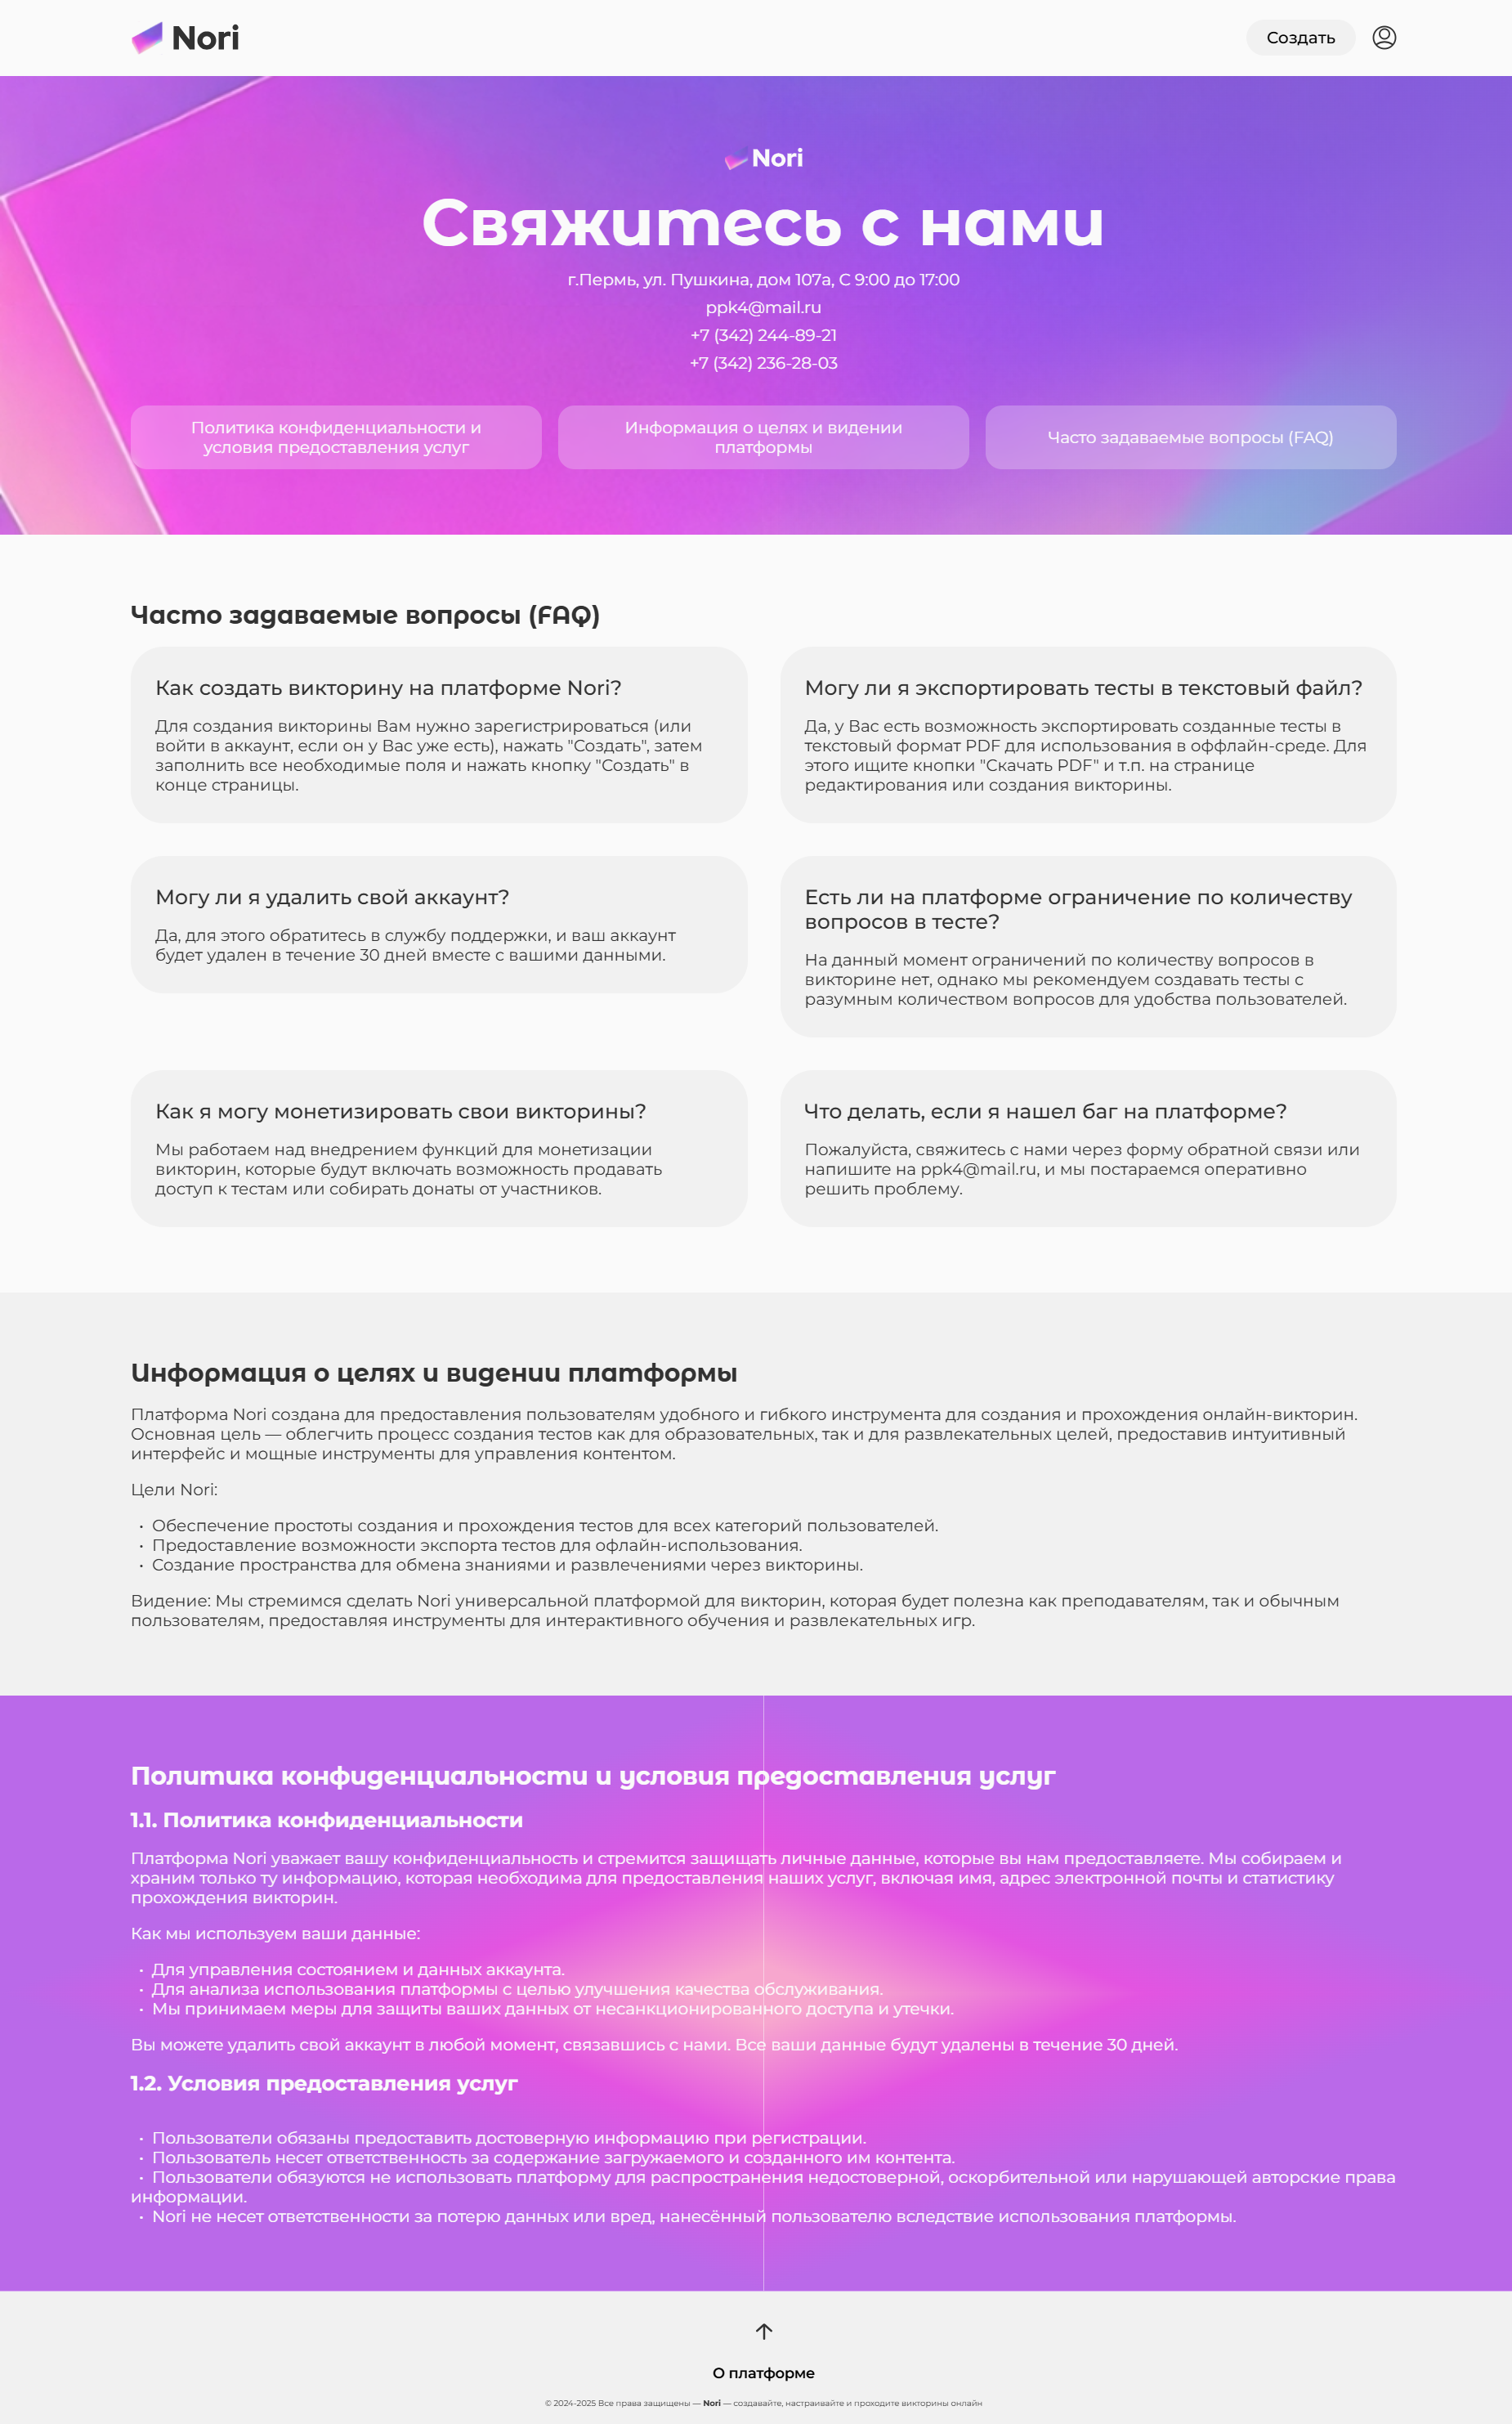 Nori
Создать
Nori
Свяжитесь с нами
г.Пермь, ул. Пушкина, дом 107а, С 9:00 до 17:00
ppk4@mail.ru
+7 (342) 244-89-21
+7 (342) 236-28-03
Политика конфиденциальности и
условия предоставления услуг
Информация о целях и видении
платформы
Часто задаваемые вопросы (FAQ)
Часто задаваемые вопросы (FAQ)
Как создать викторину на платформе Nori?
Для создания викторины Вам нужно зарегистрироваться (или
войти в аккаунт, если он у Вас уже есть), нажать "Создать", затем
заполнить все необходимые поля и нажать кнопку "Создать" в
конце страницы.
Могу ли я экспортировать тесты в текстовый файл?
Да, у Вас есть возможность экспортировать созданные тесты в
текстовый формат PDF для использования в оффлайн-среде. Для
этого ищите кнопки "Скачать PDF" и т.п. на странице
редактирования или создания викторины.
Могу ли я удалить свой аккаунт?
Да, для этого обратитесь в службу поддержки, и ваш аккаунт
будет удален в течение 30 дней вместе с вашими данными.
Есть ли на платформе ограничение по количеству
вопросов в тесте?
На данный момент ограничений по количеству вопросов в
викторине нет, однако мы рекомендуем создавать тесты с
разумным количеством вопросов для удобства пользователей.
Как я могу монетизировать свои викторины?
Мы работаем над внедрением функций для монетизации
викторин, которые будут включать возможность продавать
доступ к тестам или собирать донаты от участников.
Что делать, если я нашел баг на платформе?
Пожалуйста, свяжитесь с нами через форму обратной связи или
напишите на ppk4@mail.ru, и мы постараемся оперативно
решить проблему.
Информация о целях и видении платформы
Платформа Nori создана для предоставления пользователям удобного и гибкого инструмента для создания и прохождения онлайн-викторин.
Основная цель — облегчить процесс создания тестов как для образовательных, так и для развлекательных целей, предоставив интуитивный
интерфейс и мощные инструменты для управления контентом.
Цели Nori:
• Обеспечение простоты создания и прохождения тестов для всех категорий пользователей.
• Предоставление возможности экспорта тестов для офлайн-использования.
• Создание пространства для обмена знаниями и развлечениями через викторины.
Видение: Мы стремимся сделать Nori универсальной платформой для викторин, которая будет полезна как преподавателям, так и обычным
пользователям, предоставляя инструменты для интерактивного обучения и развлекательных игр.
Политика конфиденциальности и условия предоставления услуг
1.1. Политика конфиденциальности
Платформа Nori уважает вашу конфиденциальность и стремится защищать личные данные, которые вы нам предоставляете. Мы собираем и
храним только ту информацию, которая необходима для предоставления наших услуг, включая имя, адрес электронной почты и статистику
прохождения викторин.
Как мы используем ваши данные:
• Для управления состоянием и данных аккаунта.
• Для анализа использования платформы с целью улучшения качества обслуживания.
• Мы принимаем меры для защиты ваших данных от несанкционированного доступа и утечки.
Вы можете удалить свой аккаунт в любой момент, связавшись с нами. Все ваши данные будут удалены в течение 30 дней.
1.2. Условия предоставления услуг
• Пользователи обязаны предоставить достоверную информацию при регистрации.
• Пользователь несет ответственность за содержание загружаемого и созданного им контента.
• Пользователи обязуются не использовать платформу для распространения недостоверной, оскорбительной или нарушающей авторские права
информации.
• Nori не несет ответственности за потерю данных или вред, нанесённый пользователю вследствие использования платформы.
О платформе
© 2024-2025 Все права защищены — Nori — создавайте, настраивайте и проходите викторины онлайн